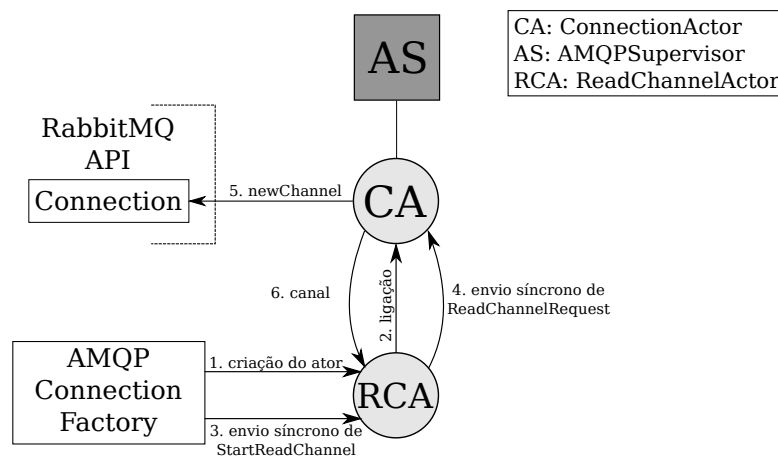 AS
CA: ConnectionActor
AS: AMQPSupervisor
RCA: ReadChannelActor
RabbitMQ
API
Connection
5. newChannel
CA
6. canal
2. ligação
4. envio síncrono de
ReadChannelRequest
AMQP
Connection
Factory
1. criação do ator
RCA
3. envio síncrono de
StartReadChannel